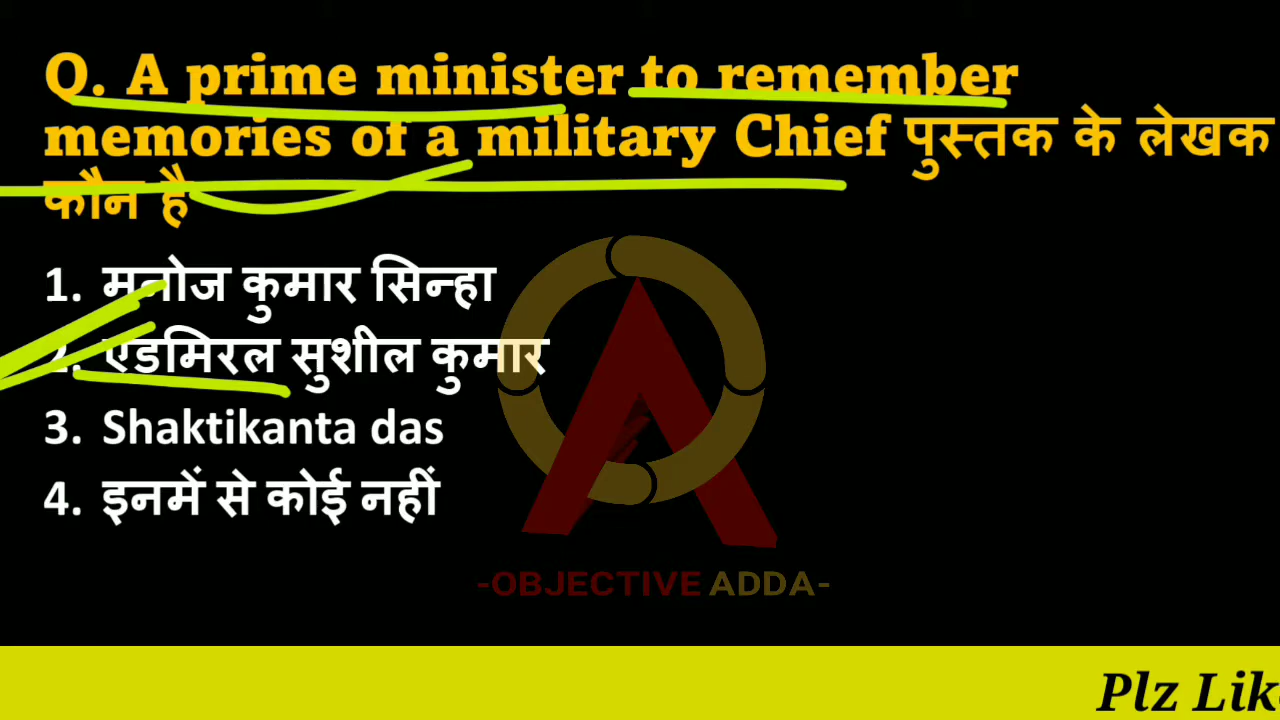 Q. A prime minister to remember
memories of a military Chief पुस्तक के लेखक
कौन है
1. मनोज कुमार सिन्हा
2. एडमिरल सुशील कुमार
3. Shaktikanta das
4. इनमें से कोई नहीं
-OBJECTIVE ADDA-
Plz Lik